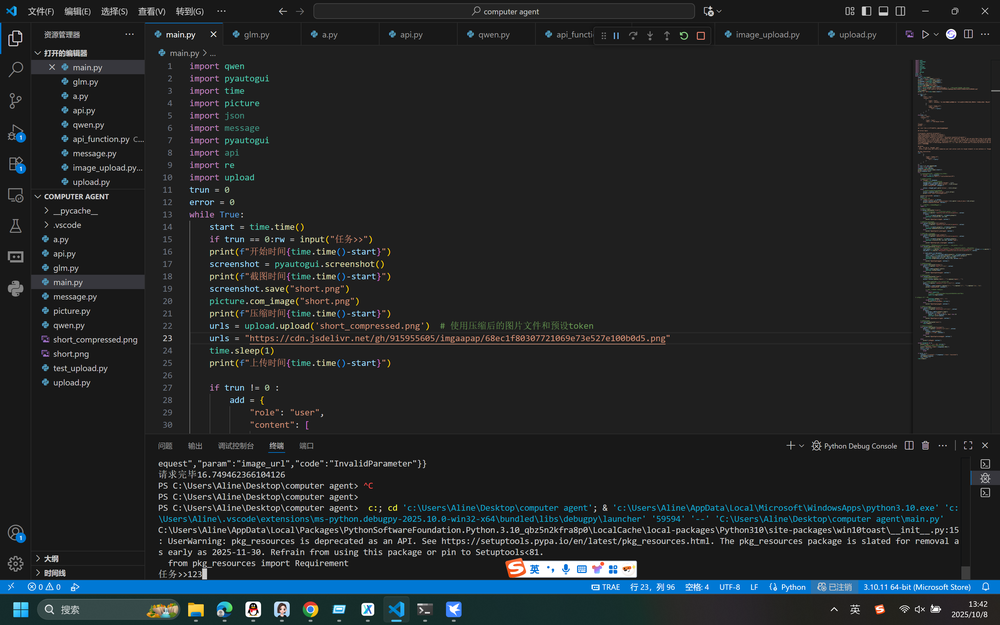 文件(F) 编辑(E) 选择(S) 查看(V) 转到(G) ··· computer agent
资源管理器 ···
打开的编辑器
main.py
glm.py
a.py
api.py
qwen.py
api_function.py C...
message.py
image_upload.py...
upload.py
COMPUTER AGENT
__pycache__
.vscode
a.py
api.py
glm.py
main.py
message.py
picture.py
qwen.py
short_compressed.png
short.png
test_upload.py
upload.py
大纲
时间线
main.py glm.py a.py api.py qwen.py api_functi image_upload.py upload.py
main.py > ...
1 import qwen
2 import pyautogui
3 import time
4 import picture
5 import json
6 import message
7 import pyautogui
8 import api
9 import re
10 import upload
11 trun = 0
12 error = 0
13 while True:
14 start = time.time()
15 if trun == 0:rw = input("任务>>")
16 print(f"开始时间{time.time()-start}")
17 screenshot = pyautogui.screenshot()
18 print(f"截图时间{time.time()-start}")
19 screenshot.save("short.png")
20 picture.com_image("short.png")
21 print(f"压缩时间{time.time()-start}")
22 urls = upload.upload('short_compressed.png') # 使用压缩后的图片文件和预设token
23 urls = "https://cdn.jsdelivr.net/gh/915955605/imgaapap/68ec1f80307721069e73e527e100b0d5.png"
24 time.sleep(1)
25 print(f"上传时间{time.time()-start}")
26
27 if trun != 0 :
28 add = {
29 "role": "user",
30 "content": [
问题 输出 调试控制台 终端 端口 Python Debug Console
equest","param":"image_url","code":"InvalidParameter"}}
请求完毕16.749462366104126
PS C:\Users\Aline\Desktop\computer agent> ^C
PS C:\Users\Aline\Desktop\computer agent>
PS C:\Users\Aline\Desktop\computer agent> c:; cd 'c:\Users\Aline\Desktop\computer agent'; & 'c:\Users\Aline\AppData\Local\Microsoft\WindowsApps\python3.10.exe' 'c:
\Users\Aline\.vscode\extensions\ms-python.debugpy-2025.10.0-win32-x64\bundled\libs\debugpy\launcher' '59594' '--' 'C:\Users\Aline\Desktop\computer agent\main.py'
C:\Users\Aline\AppData\Local\Packages\PythonSoftwareFoundation.Python.3.10_qbz5n2kfra8p0\LocalCache\local-packages\Python310\site-packages\win10toast\__init__.py:15
: UserWarning: pkg_resources is deprecated as an API. See https://setuptools.pypa.io/en/latest/pkg_resources.html. The pkg_resources package is slated for removal a
s early as 2025-11-30. Refrain from using this package or pin to Setuptools<81.
from pkg_resources import Requirement
任务>>123
英
0 0 TRAE 行 23，列 96 空格: 4 UTF-8 LF Python 已注销 3.10.11 64-bit (Microsoft Store)
搜索 英 13:42
2025/10/8